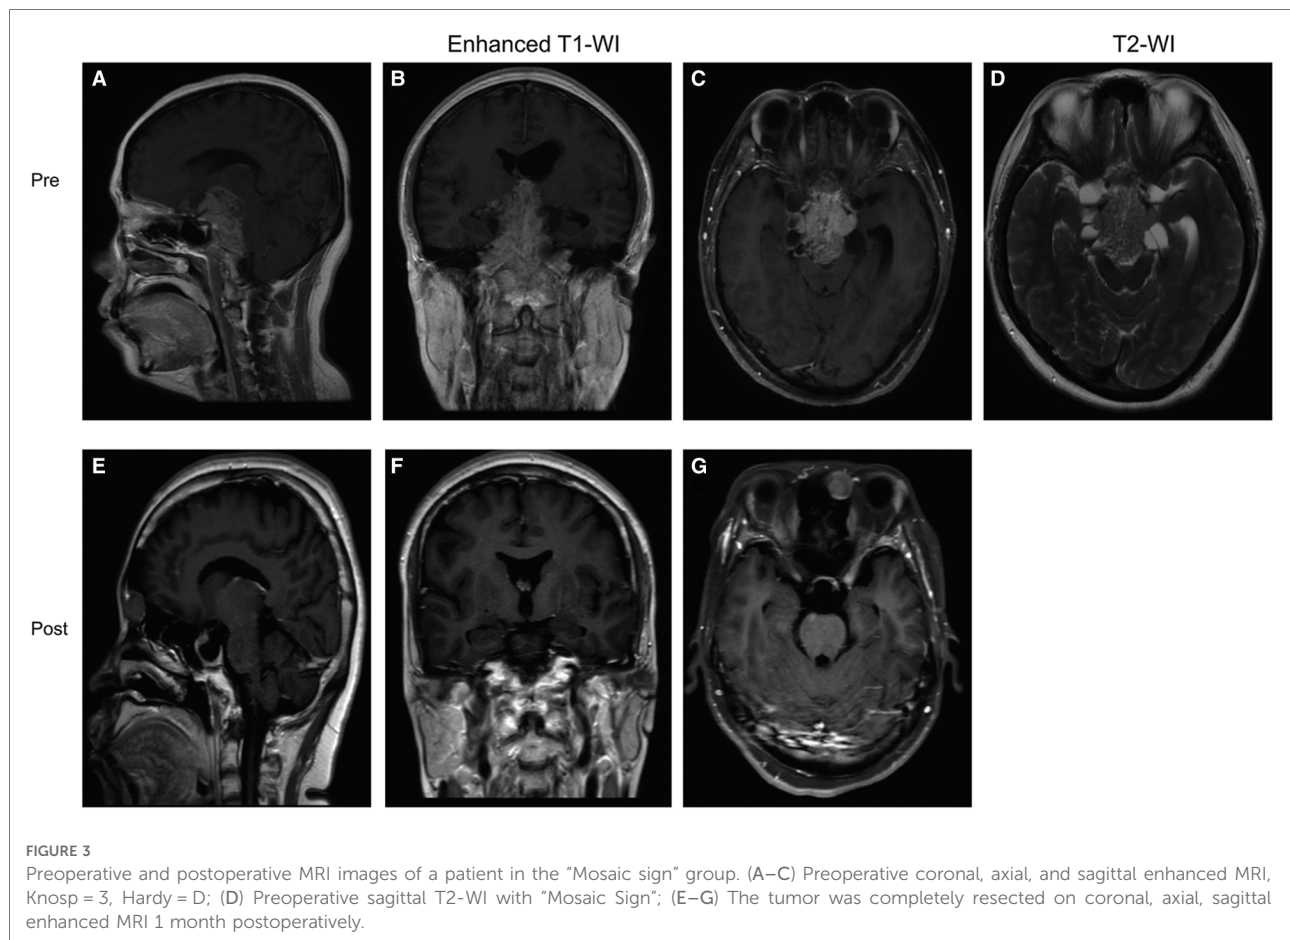 Enhanced T1-WI
T2-WI
A
B
C
D
Pre
E
F
G
Post
FIGURE 3
Preoperative and postoperative MRI images of a patient in the “Mosaic sign” group. (A–C) Preoperative coronal, axial, and sagittal enhanced MRI,
Knosp = 3, Hardy = D; (D) Preoperative sagittal T2-WI with “Mosaic Sign”; (E–G) The tumor was completely resected on coronal, axial, sagittal
enhanced MRI 1 month postoperatively.